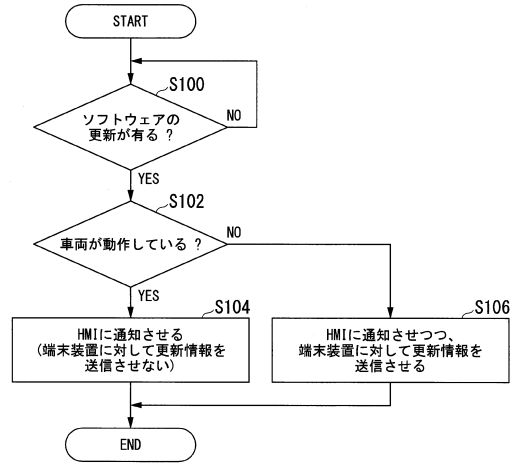 START
S100
ソフトウェアの
更新が有る ?
NO
YES
S102
車両が動作している ?
NO
YES
S104
HMIに通知させる
(端末装置に対して更新情報を
送信させない)
S106
HMIに通知させつつ、
端末装置に対して更新情報を
送信させる
END